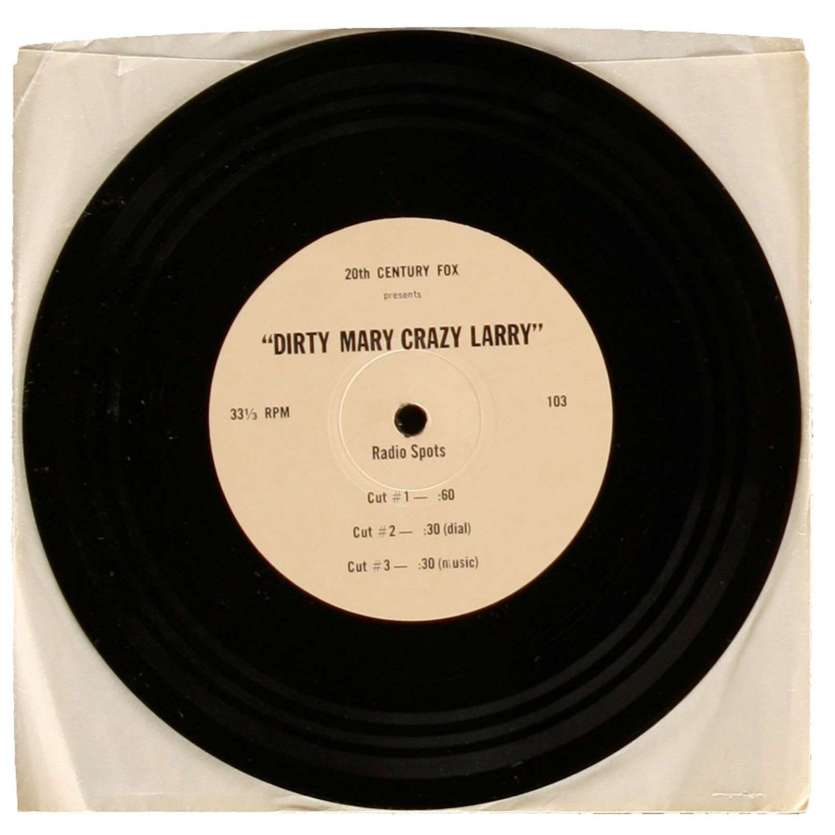 20th CENTURY FOX
presents
“DIRTY MARY CRAZY LARRY”
33⅓ RPM
103
Radio Spots
Cut #1 — :60
Cut #2 — :30 (dial)
Cut #3 — :30 (music)